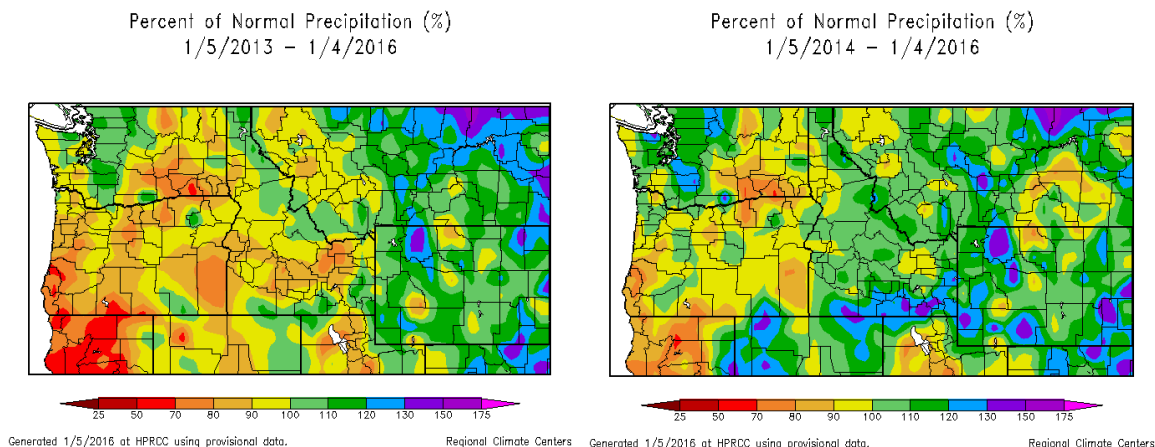 Percent of Normal Precipitation (%)
1/5/2013 – 1/4/2016
25 50 70 80 90 100 110 120 130 150 175
Generated 1/5/2016 at HPRCC using provisional data.
Regional Climate Centers
Percent of Normal Precipitation (%)
1/5/2014 – 1/4/2016
25 50 70 80 90 100 110 120 130 150 175
Generated 1/5/2016 at HPRCC using provisional data.
Regional Climate Centers